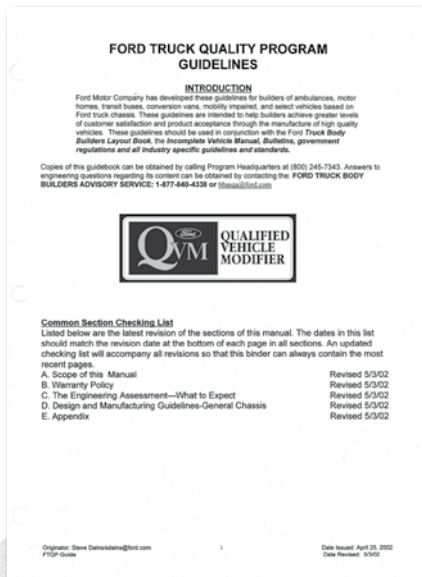 FORD TRUCK QUALITY PROGRAM
GUIDELINES
INTRODUCTION
Ford Motor Company has developed these guidelines for builders of ambulances, motor
homes, transit buses, conversion vans, mobility impaired, and select vehicles based on
Ford truck chassis. These guidelines are intended to help builders achieve greater levels
of customer satisfaction and product acceptance through the manufacture of high quality
vehicles. These guidelines should be used in conjunction with the Ford Truck Body
Builders Layout Book, the Incomplete Vehicle Manual, Bulletins, government
regulations and all industry specific guidelines and standards.
Copies of this guidebook can be obtained by calling Program Headquarters at (800) 245-7343. Answers to
engineering questions regarding its content can be obtained by contacting the: FORD TRUCK BODY
BUILDERS ADVISORY SERVICE: 1-877-840-4338 or bbasqa@ford.com
Ford
QVM
QUALIFIED
VEHICLE
MODIFIER
Common Section Checking List
Listed below are the latest revision of the sections of this manual. The dates in this list
should match the revision date at the bottom of each page in all sections. An updated
checking list will accompany all revisions so that this binder can always contain the most
recent pages.
A. Scope of this Manual Revised 5/3/02
B. Warranty Policy Revised 5/3/02
C. The Engineering Assessment—What to Expect Revised 5/3/02
D. Design and Manufacturing Guidelines-General Chassis Revised 5/3/02
E. Appendix Revised 5/3/02
Originator: Steve Dains/sdains@ford.com 1 Date Issued: April 25, 2002
FTQP Guide Date Revised: 5/3/02